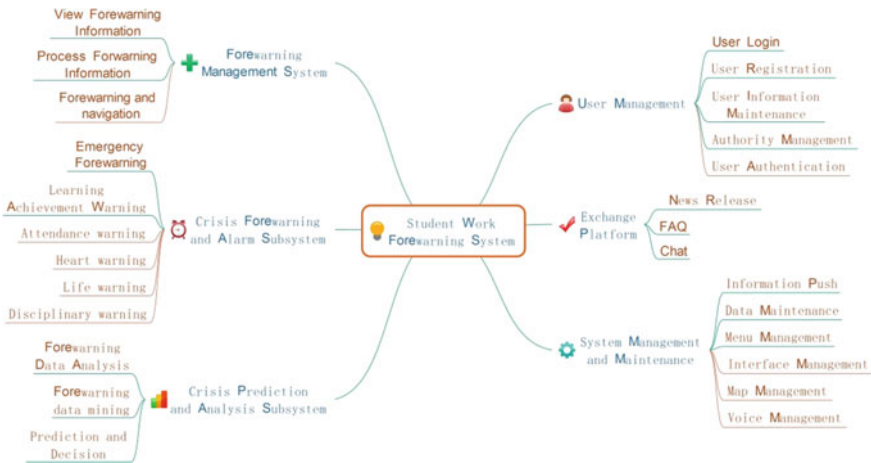 View Forewarning
Information
Process Forwarning
Information
Forewarning and
navigation
Forewarning
Management System
Emergency
Forewarning
Learning
Achievement Warning
Attendance warning
Heart warning
Life warning
Disciplinary warning
Crisis Forewarning
and Alarm Subsystem
Forewarning
Data Analysis
Forewarning
data mining
Prediction and
Decision
Crisis Prediction
and Analysis Subsystem
Student Work
Forewarning System
User Management
User Login
User Registration
User Information
Maintenance
Authority Management
User Authentication
Exchange
Platform
News Release
FAQ
Chat
System Management
and Maintenance
Information Push
Data Maintenance
Menu Management
Interface Management
Map Management
Voice Management